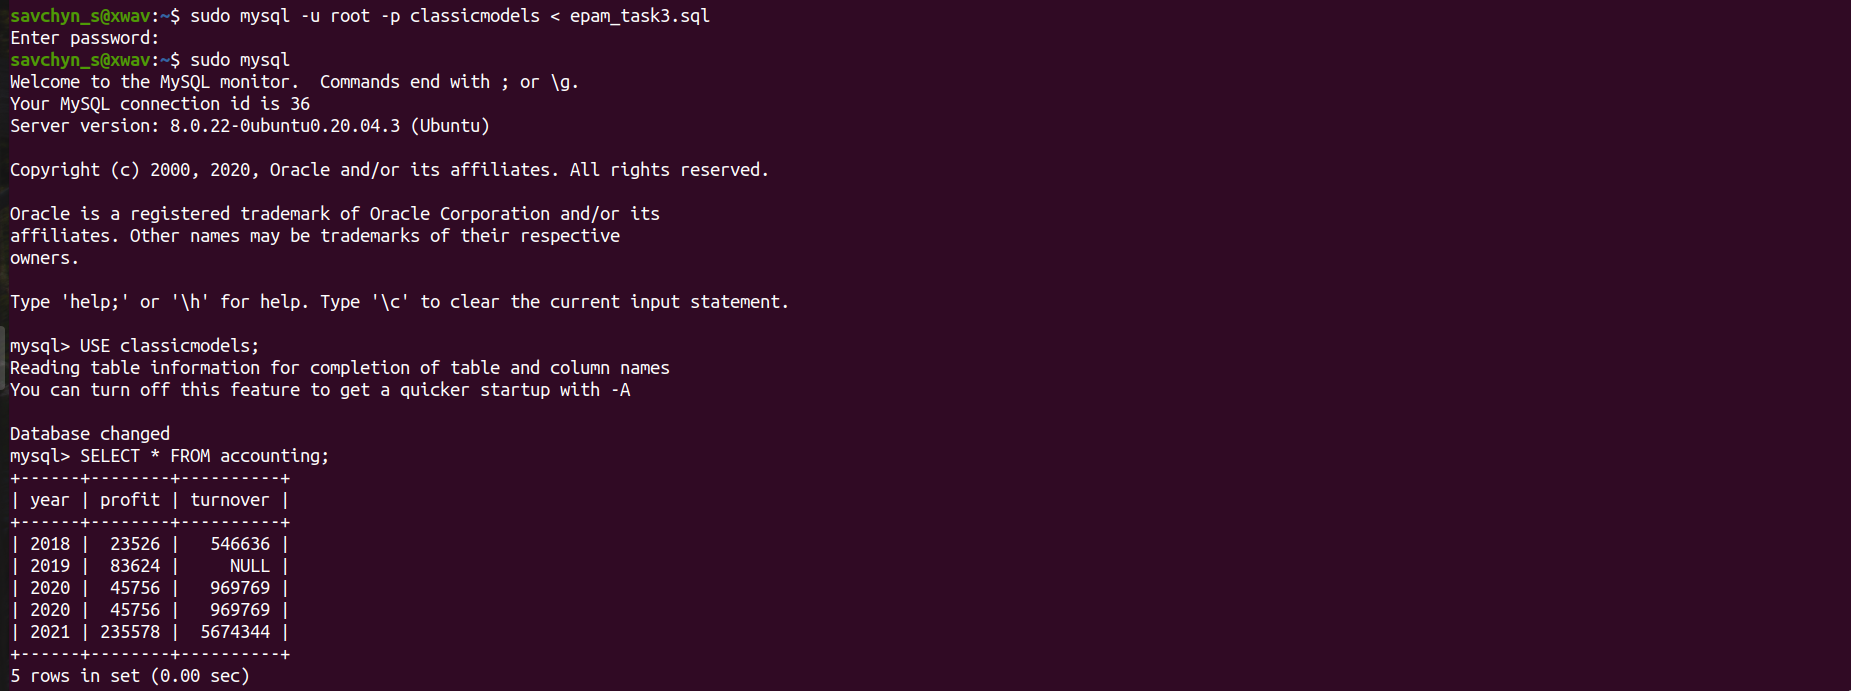 savchyn_s@xwav:~$ sudo mysql -u root -p classicmodels < epam_task3.sql
Enter password:
savchyn_s@xwav:~$ sudo mysql
Welcome to the MySQL monitor.  Commands end with ; or \g.
Your MySQL connection id is 36
Server version: 8.0.22-0ubuntu0.20.04.3 (Ubuntu)

Copyright (c) 2000, 2020, Oracle and/or its affiliates. All rights reserved.

Oracle is a registered trademark of Oracle Corporation and/or its
affiliates. Other names may be trademarks of their respective
owners.

Type 'help;' or '\h' for help. Type '\c' to clear the current input statement.

mysql> USE classicmodels;
Reading table information for completion of table and column names
You can turn off this feature to get a quicker startup with -A

Database changed
mysql> SELECT * FROM accounting;
+------+--------+----------+
| year | profit | turnover |
+------+--------+----------+
| 2018 |  23526 |   546636 |
| 2019 |  83624 |     NULL |
| 2020 |  45756 |   969769 |
| 2020 |  45756 |   969769 |
| 2021 | 235578 |  5674344 |
+------+--------+----------+
5 rows in set (0.00 sec)